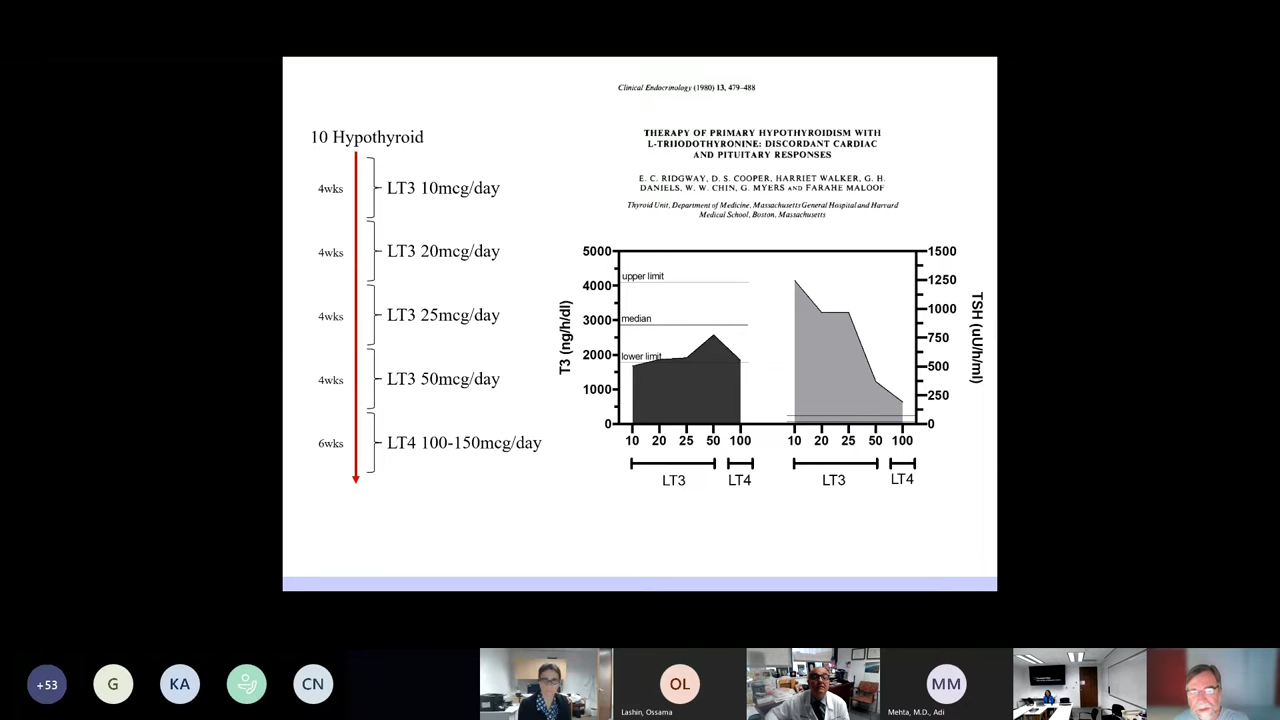 Clinical Endocrinology (1980) 13, 479–488
10 Hypothyroid
4wks
LT3 10mcg/day
4wks
LT3 20mcg/day
4wks
LT3 25mcg/day
4wks
LT3 50mcg/day
6wks
LT4 100-150mcg/day
THERAPY OF PRIMARY HYPOTHYROIDISM WITH
L-TRIIODOTHYRONINE: DISCORDANT CARDIAC
AND PITUITARY RESPONSES
E. C. RIDGWAY, D. S. COOPER, HARRIET WALKER, G. H.
DANIELS, W. W. CHIN, G. MYERS AND FARAHE MALOOF
Thyroid Unit, Department of Medicine, Massachusetts General Hospital and Harvard
Medical School, Boston, Massachusetts
T3 (ng/h/dl)
5000
4000
3000
2000
1000
0
upper limit
median
lower limit
10 20 25 50 100
LT3 LT4
1500
1250
1000
750
500
250
0
TSH (uU/h/ml)
10 20 25 50 100
LT3 LT4
+53
G
KA
CN
OL
Lashin, Ossama
MM
Mehta, M.D., Adi